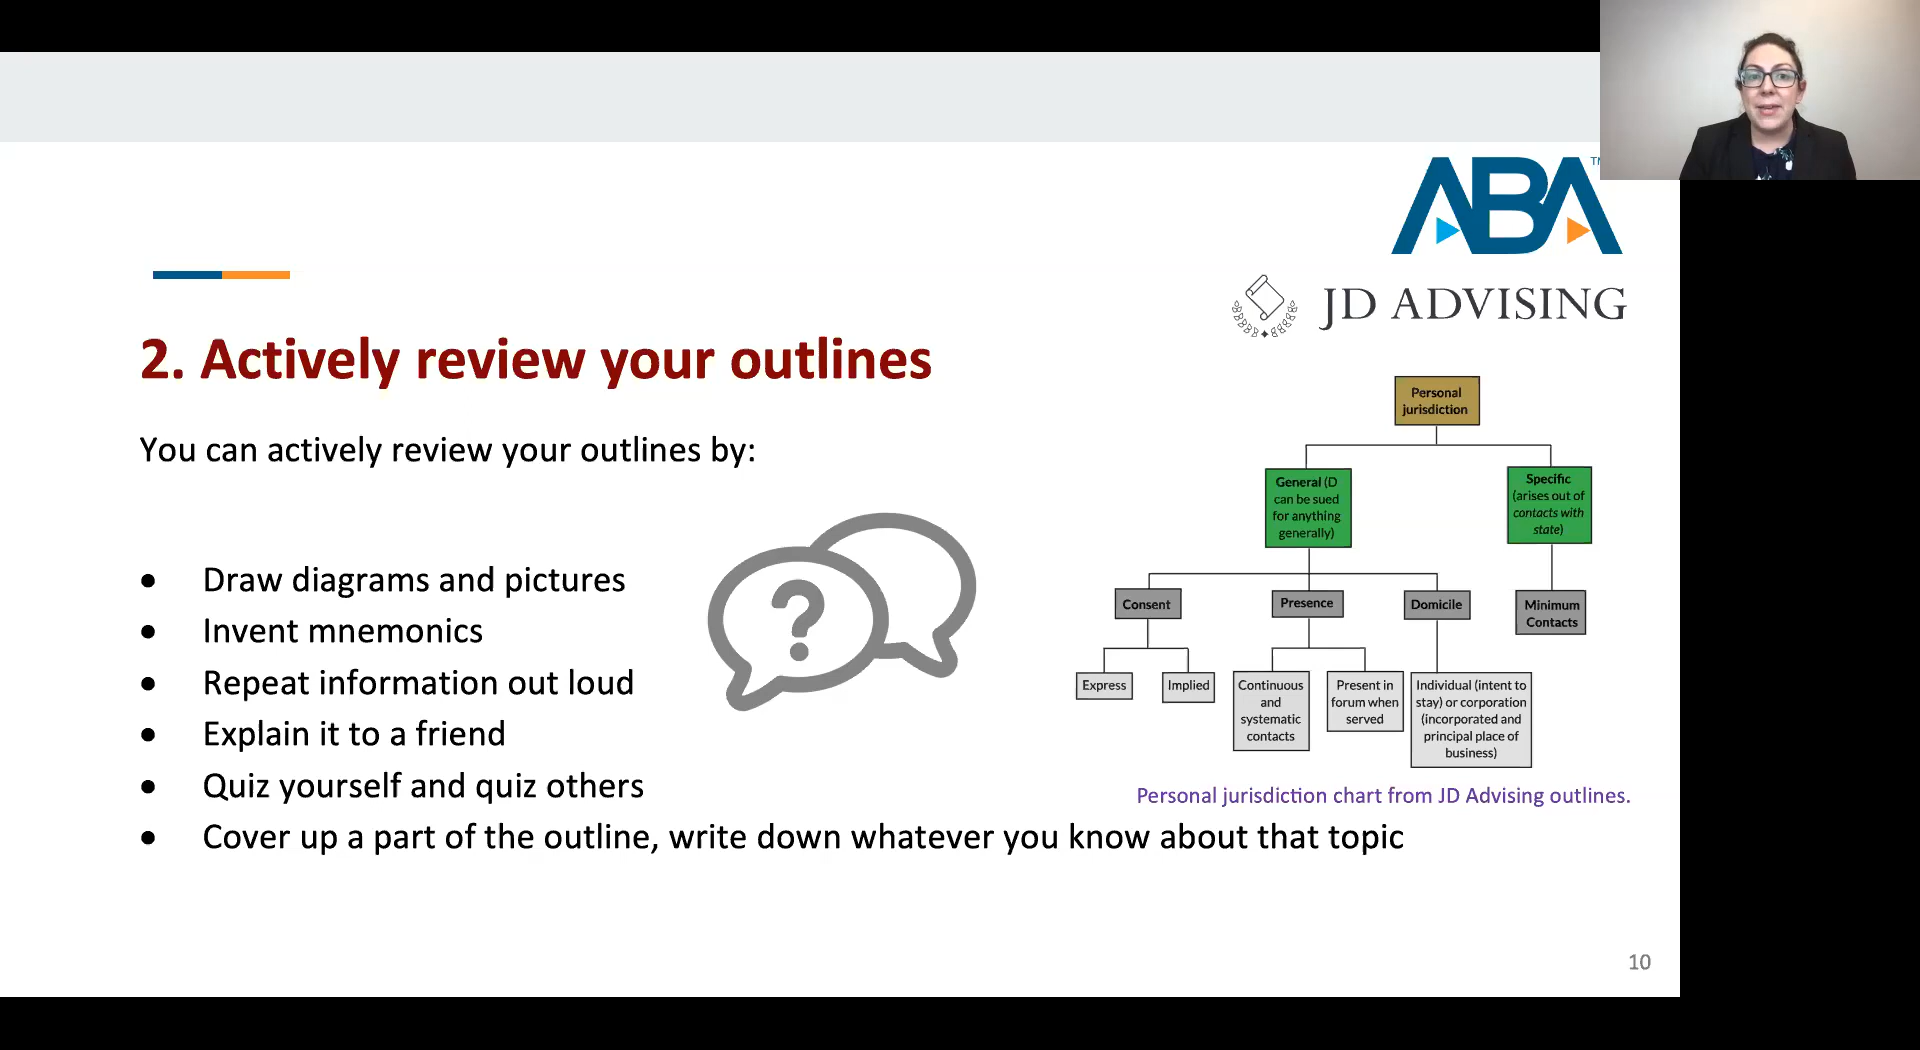 ABA
TM
JD ADVISING
2. Actively review your outlines
You can actively review your outlines by:
• Draw diagrams and pictures
• Invent mnemonics
• Repeat information out loud
• Explain it to a friend
• Quiz yourself and quiz others
• Cover up a part of the outline, write down whatever you know about that topic
?
Personal
jurisdiction
General (D
can be sued
for anything
generally)
Specific
(arises out of
contacts with
state)
Consent
Presence
Domicile
Minimum
Contacts
Express
Implied
Continuous
and
systematic
contacts
Present in
forum when
served
Individual (intent to
stay) or corporation
(incorporated and
principal place of
business)
Personal jurisdiction chart from JD Advising outlines.
10